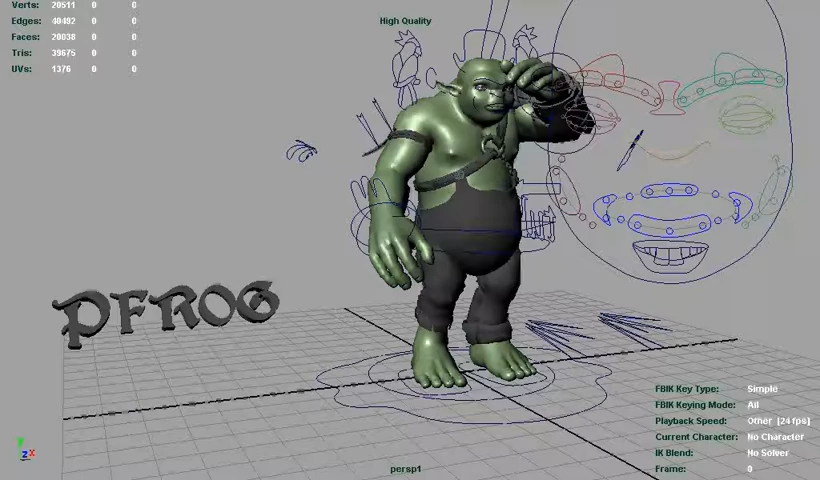 Verts: 20511 0 0
Edges: 40492 0 0
Faces: 20038 0 0
Tris: 39675 0 0
UVs: 1376 0 0
High Quality
PFROG
FBIK Key Type: Simple
FBIK Keying Mode: All
Playback Speed: Other [24 fps]
Current Character: No Character
IK Blend: No Solver
Frame: 0
persp1
y
z x